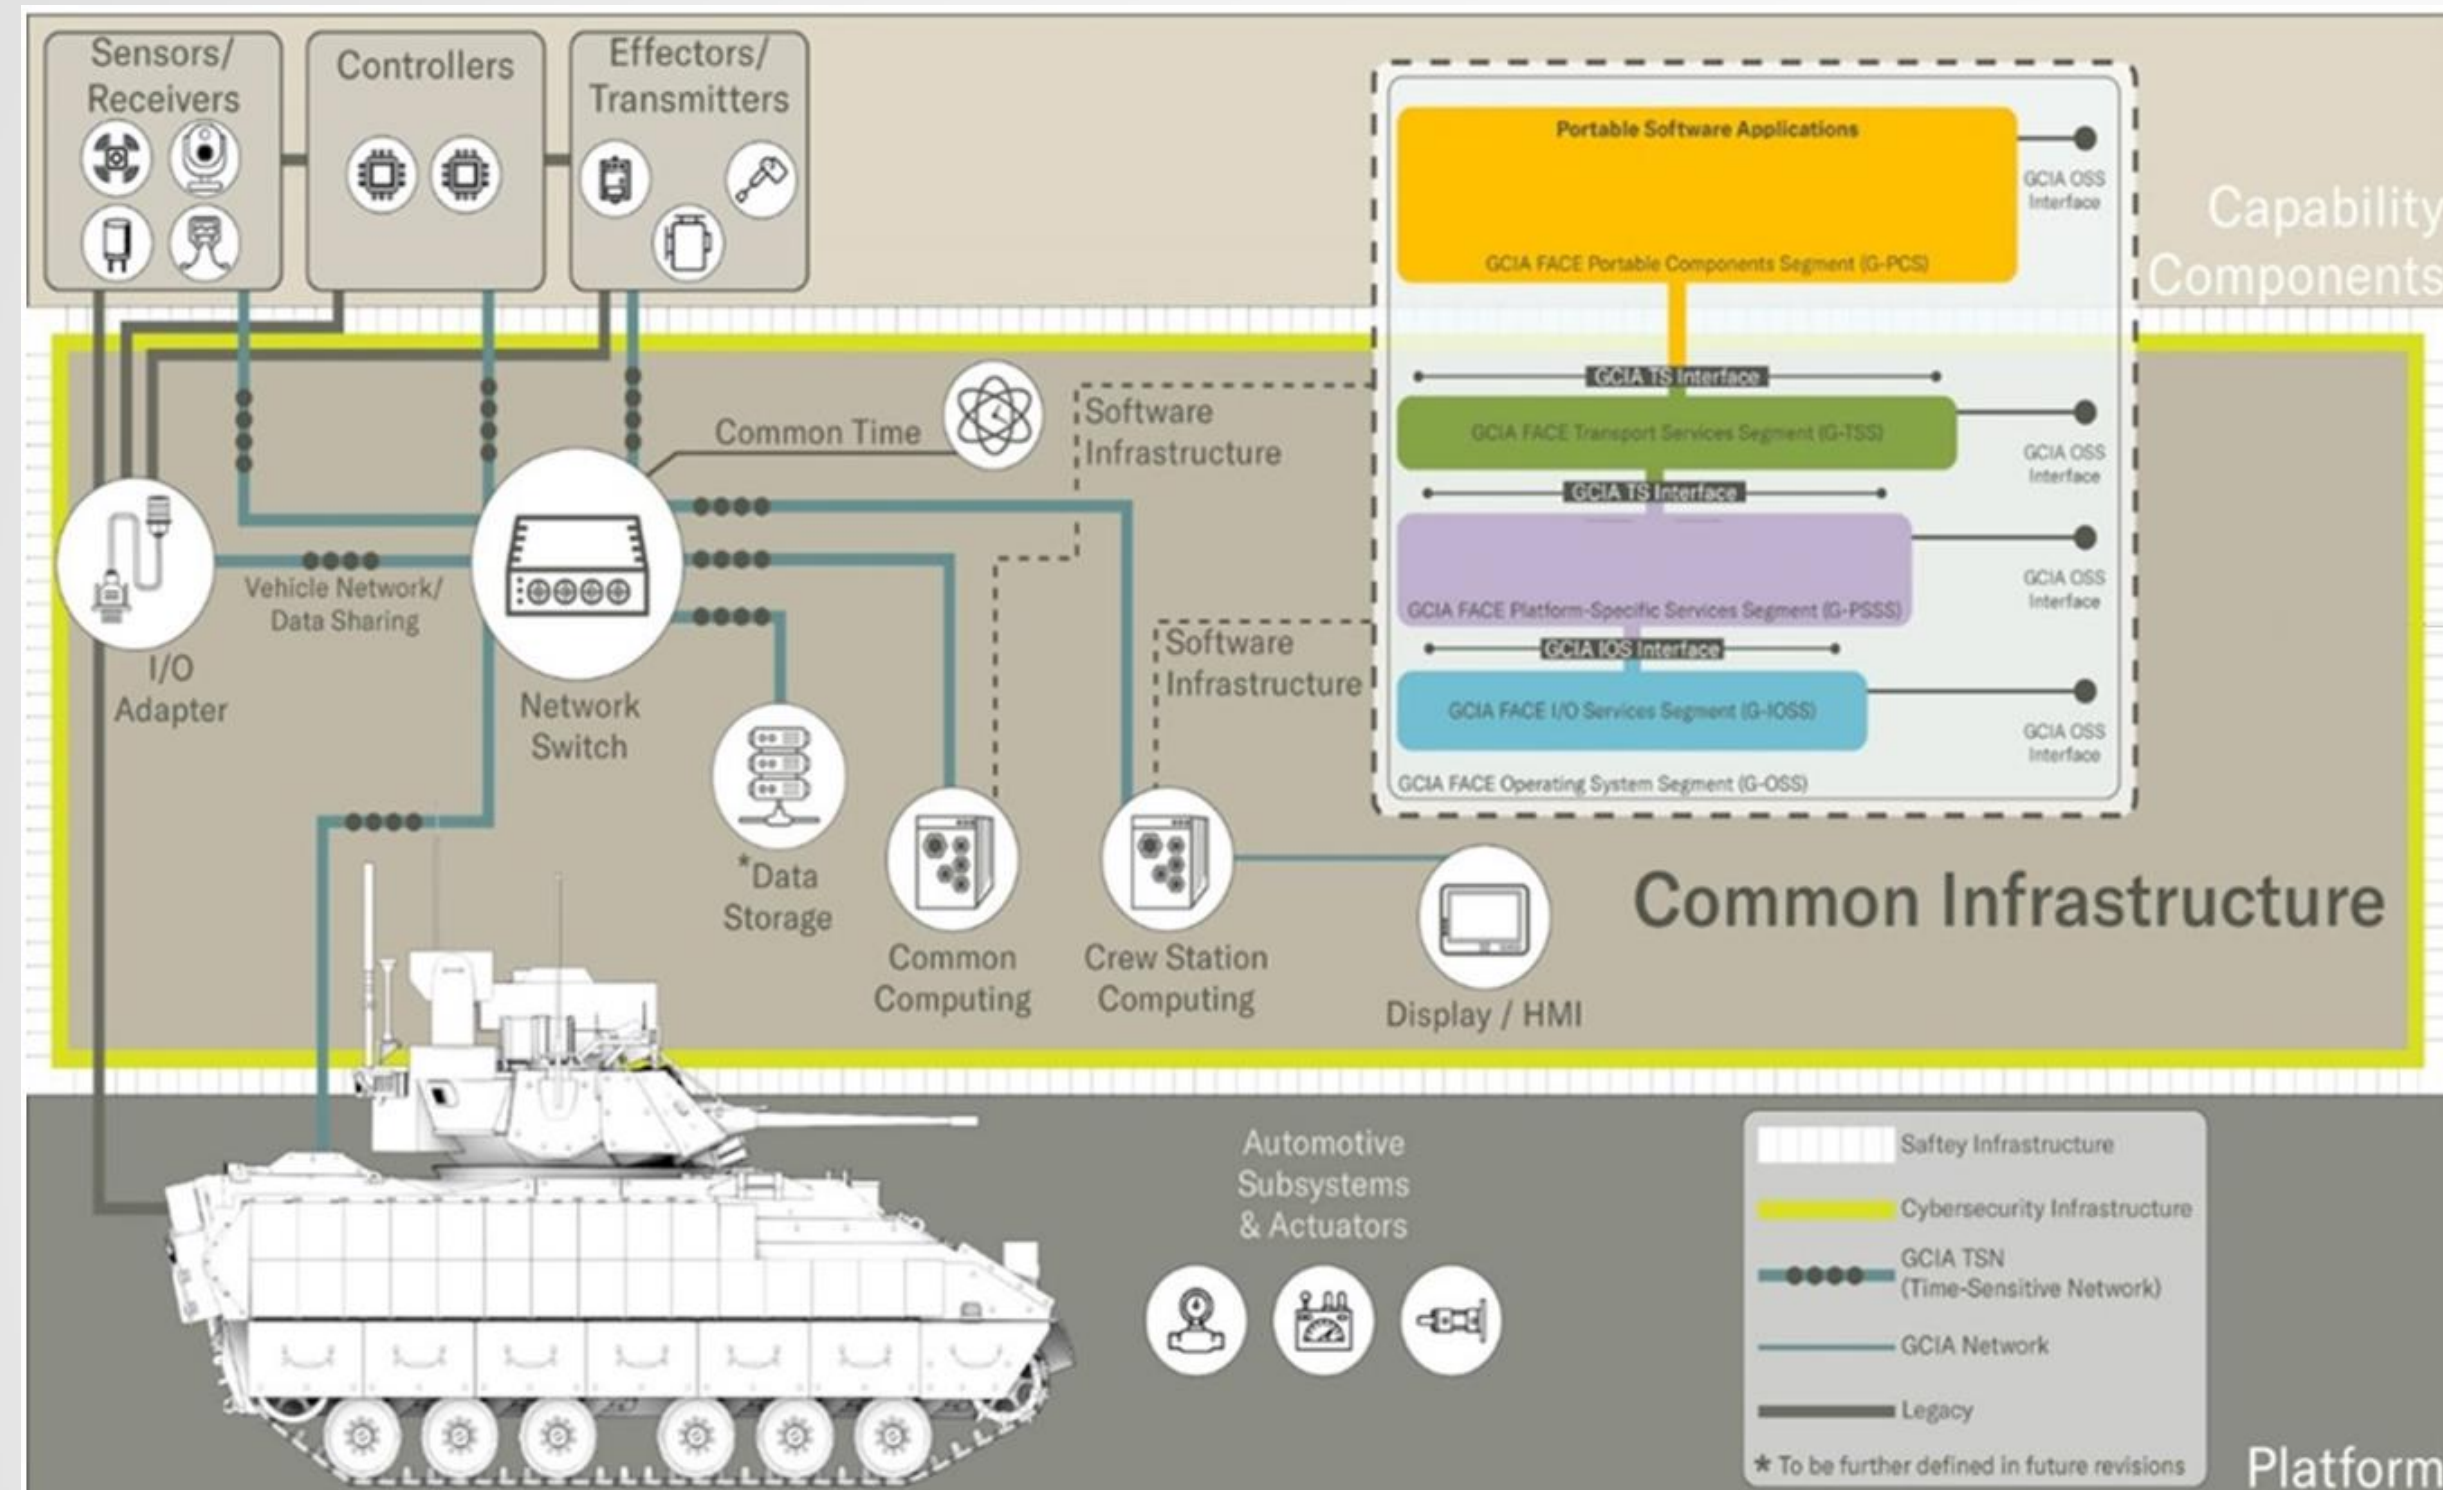 Sensors/
Receivers
Controllers
Effectors/
Transmitters
Portable Software Applications
GCIA FACE Portable Components Segment (G-PCS)
GCIA OSS
Interface
Capability
Components
GCIA TS Interface
GCIA FACE Transport Services Segment (G-TSS)
GCIA OSS
Interface
GCIA TS Interface
GCIA FACE Platform-Specific Services Segment (G-PSSS)
GCIA OSS
Interface
GCIA IOS Interface
GCIA FACE I/O Services Segment (G-IOSS)
GCIA OSS
Interface
GCIA FACE Operating System Segment (G-OSS)
Common Time
Software
Infrastructure
Software
Infrastructure
Vehicle Network/
Data Sharing
I/O
Adapter
Network
Switch
*Data
Storage
Common
Computing
Crew Station
Computing
Display / HMI
Common Infrastructure
Automotive
Subsystems
& Actuators
Saftey Infrastructure
Cybersecurity Infrastructure
GCIA TSN
(Time-Sensitive Network)
GCIA Network
Legacy
* To be further defined in future revisions
Platform